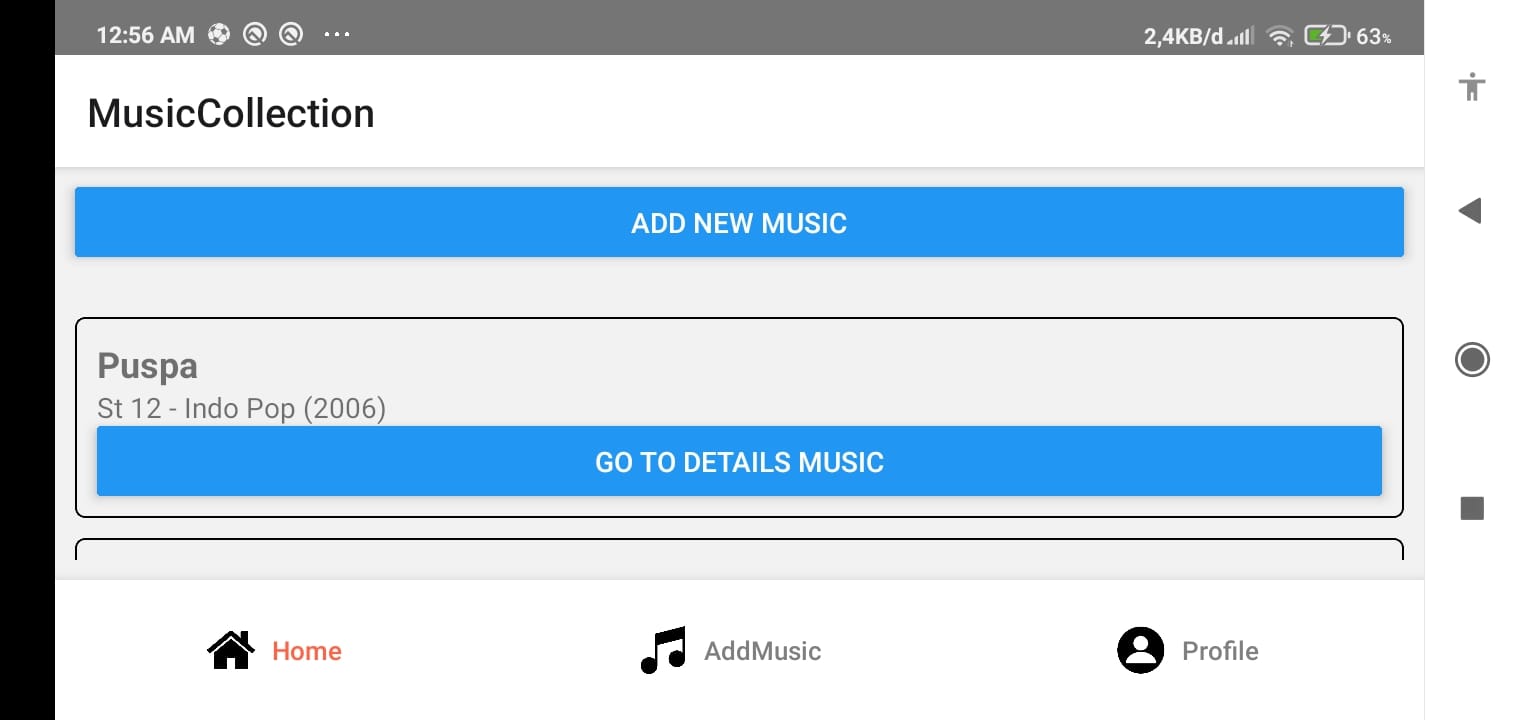 12:56 AM ... 2,4KB/d 63%
MusicCollection
ADD NEW MUSIC
Puspa
St 12 - Indo Pop (2006)
GO TO DETAILS MUSIC
Home AddMusic Profile